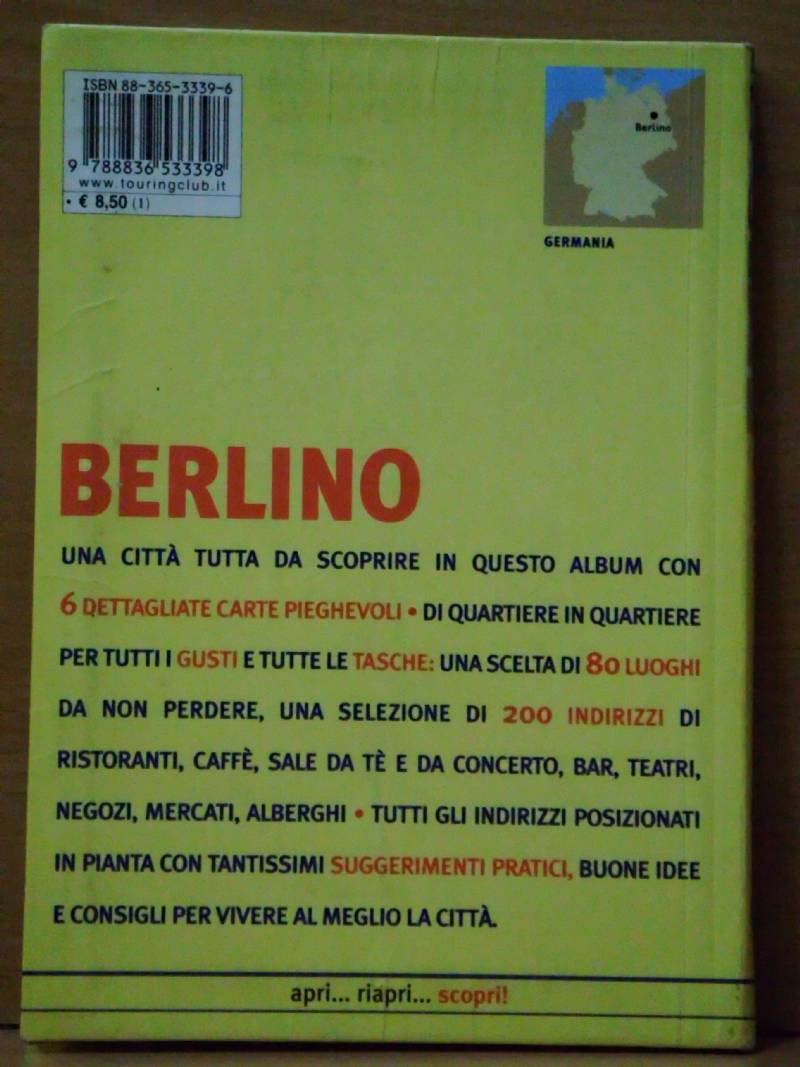 ISBN 88-365-3339-6
9 788836 533398
www.touringclub.it
• € 8,50 (1)
Berlino
GERMANIA
BERLINO
UNA CITTÀ TUTTA DA SCOPRIRE IN QUESTO ALBUM CON
6 DETTAGLIATE CARTE PIEGHEVOLI • DI QUARTIERE IN QUARTIERE
PER TUTTI I GUSTI E TUTTE LE TASCHE: UNA SCELTA DI 80 LUOGHI
DA NON PERDERE, UNA SELEZIONE DI 200 INDIRIZZI DI
RISTORANTI, CAFFÈ, SALE DA TÈ E DA CONCERTO, BAR, TEATRI,
NEGOZI, MERCATI, ALBERGHI • TUTTI GLI INDIRIZZI POSIZIONATI
IN PIANTA CON TANTISSIMI SUGGERIMENTI PRATICI, BUONE IDEE
E CONSIGLI PER VIVERE AL MEGLIO LA CITTÀ.
apri... riapri... scopri!